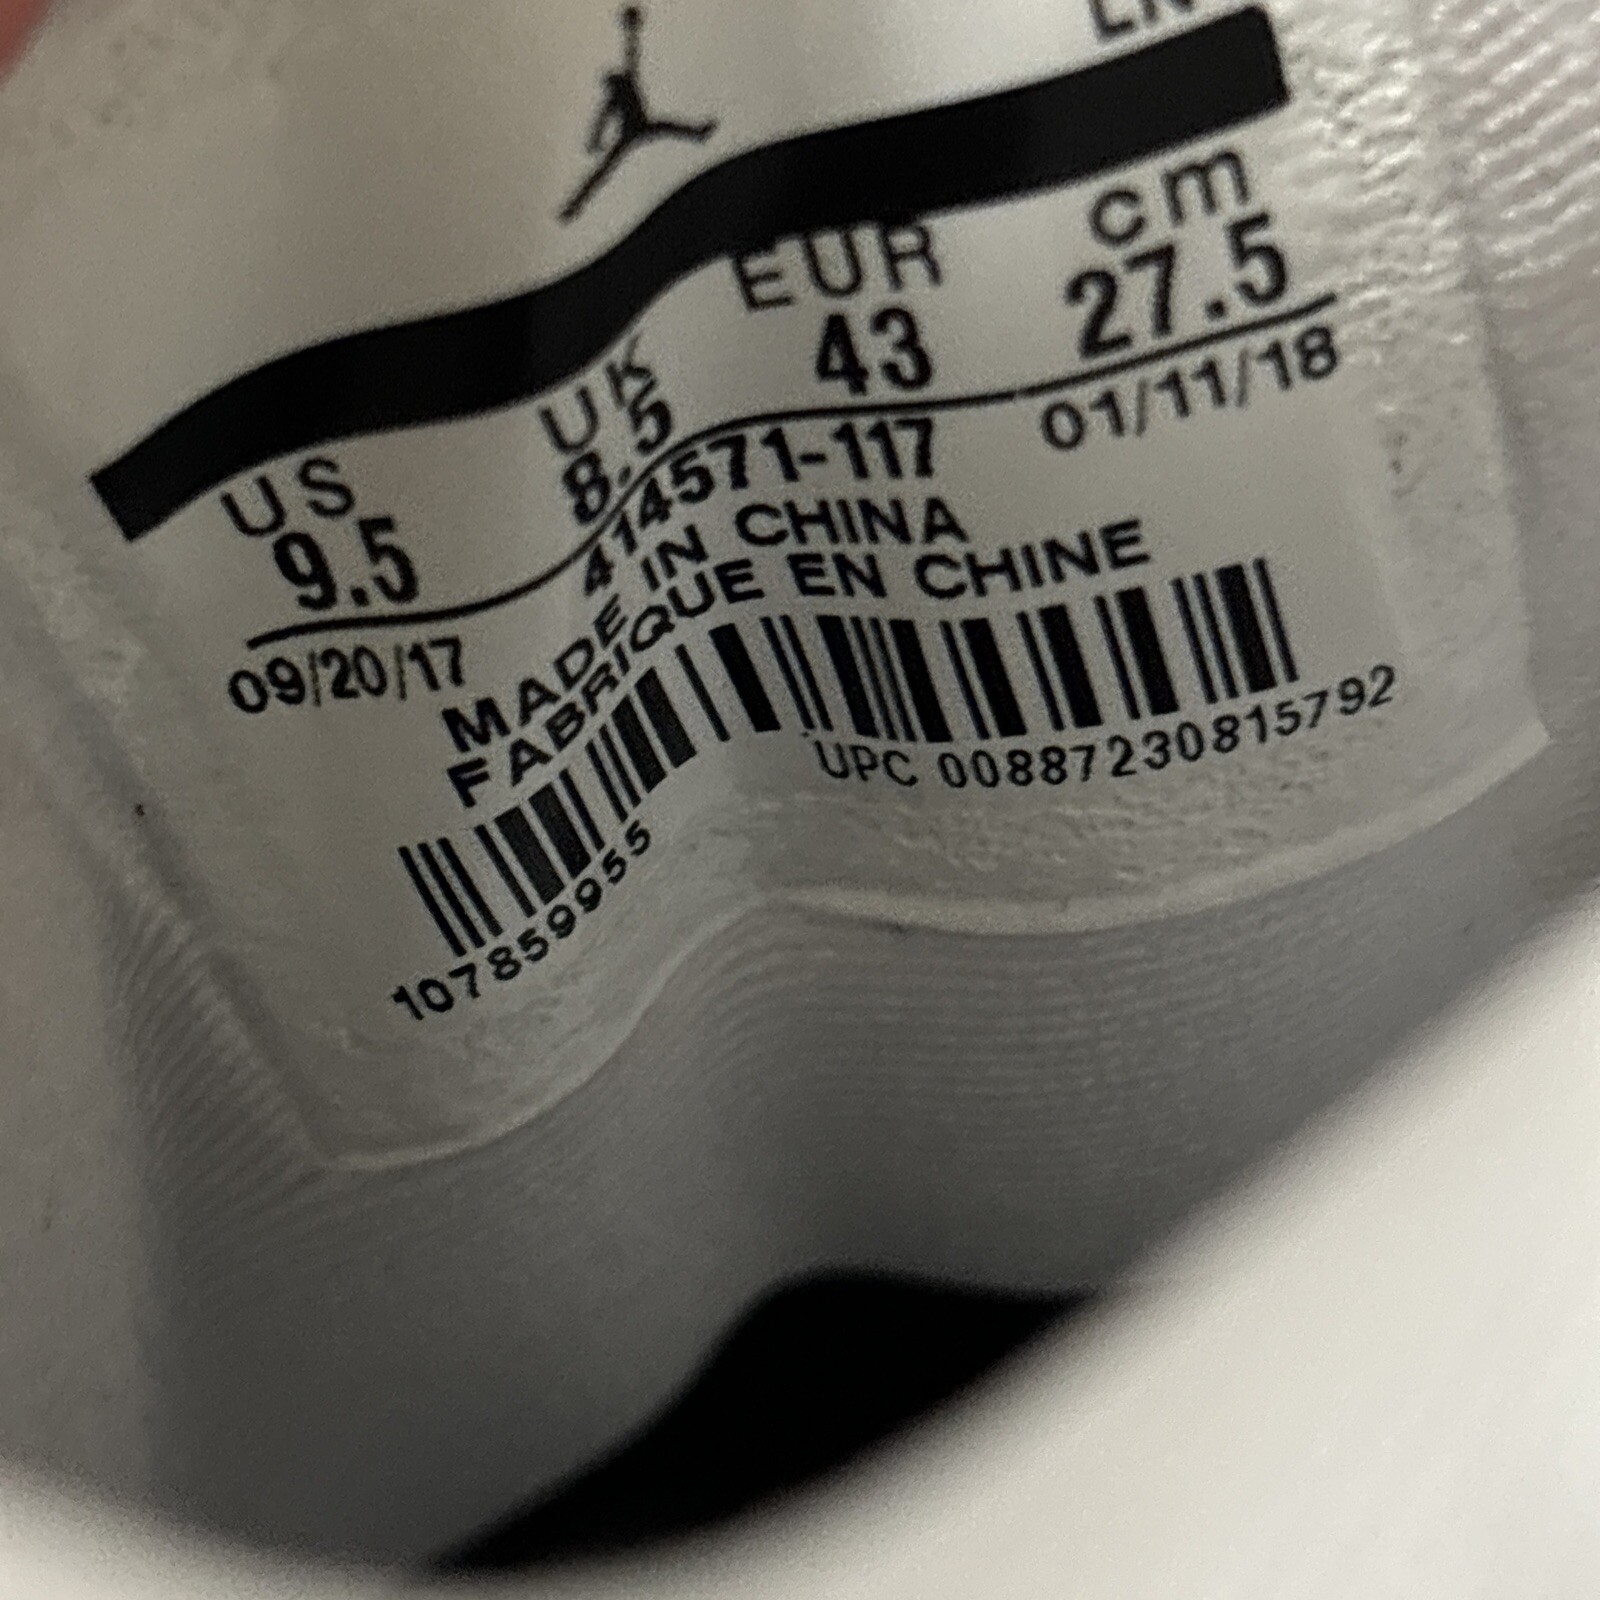 US UK EUR cm
9.5 8.5 43 27.5
09/20/17 414571-117 01/11/18
MADE IN CHINA
FABRIQUE EN CHINE
UPC 00887230815792
107859955